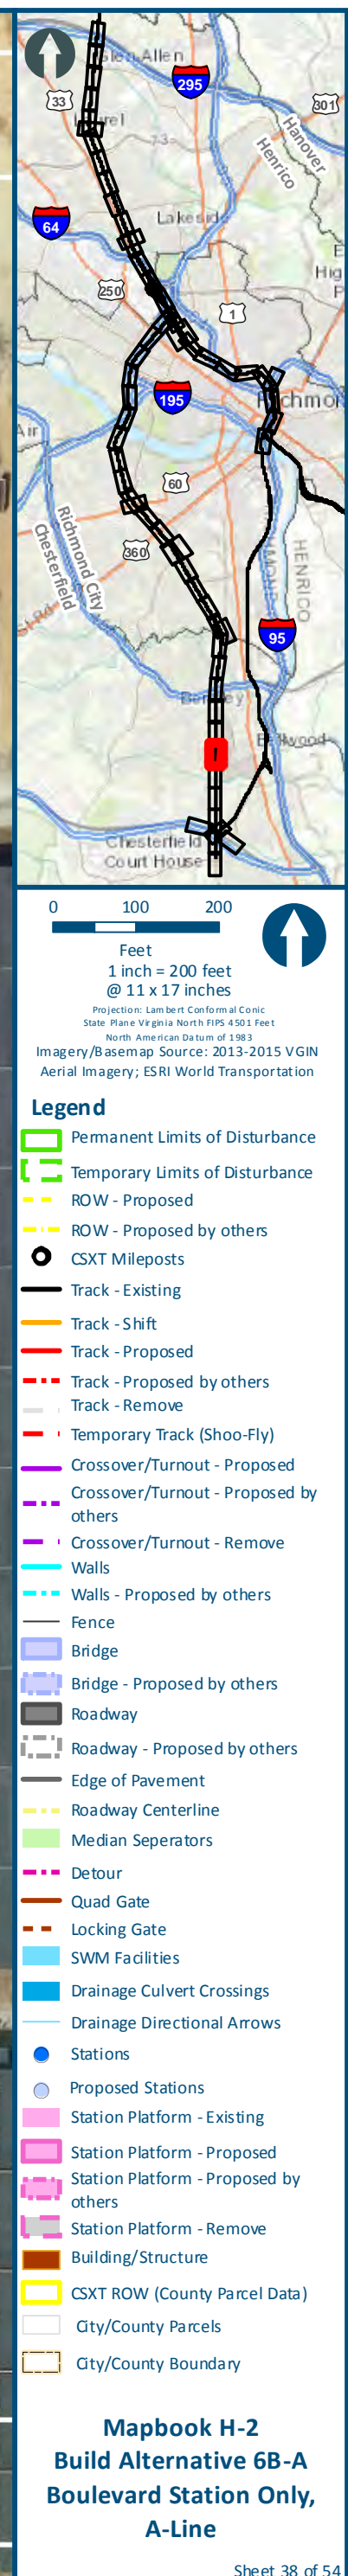 Glen Allen
295
33
301
Hanover
Henrico
Lakeside
64
250
1
195
Air
60
360
Richmond City
Chesterfield
HENRICO
95
Chesterfield
Court House
0 100 200
Feet
1 inch = 200 feet
@ 11 x 17 inches
Projection: Lambert Conformal Conic
State Plane Virginia North FIPS 4501 Feet
North American Datum of 1983
Imagery/Basemap Source: 2013-2015 VGIN
Aerial Imagery; ESRI World Transportation
Legend
Permanent Limits of Disturbance
Temporary Limits of Disturbance
ROW - Proposed
ROW - Proposed by others
CSXT Mileposts
Track - Existing
Track - Shift
Track - Proposed
Track - Proposed by others
Track - Remove
Temporary Track (Shoo-Fly)
Crossover/Turnout - Proposed
Crossover/Turnout - Proposed by
others
Crossover/Turnout - Remove
Walls
Walls - Proposed by others
Fence
Bridge
Bridge - Proposed by others
Roadway
Roadway - Proposed by others
Edge of Pavement
Roadway Centerline
Median Seperators
Detour
Quad Gate
Locking Gate
SWM Facilities
Drainage Culvert Crossings
Drainage Directional Arrows
Stations
Proposed Stations
Station Platform - Existing
Station Platform - Proposed
Station Platform - Proposed by
others
Station Platform - Remove
Building/Structure
CSXT ROW (County Parcel Data)
City/County Parcels
City/County Boundary
Mapbook H-2
Build Alternative 6B-A
Boulevard Station Only,
A-Line
Sheet 38 of 54